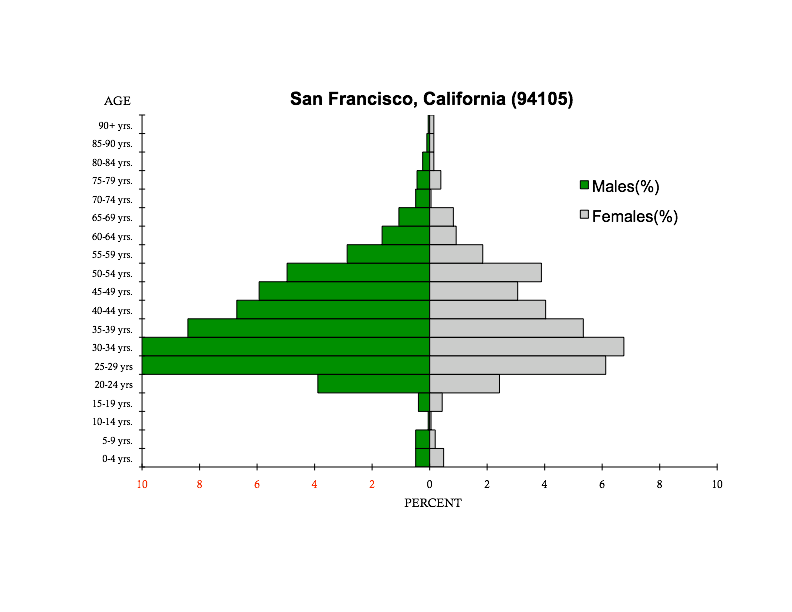 San Francisco, California (94105)
AGE
90+ yrs.
85-90 yrs.
80-84 yrs.
75-79 yrs.
70-74 yrs.
65-69 yrs.
60-64 yrs.
55-59 yrs.
50-54 yrs.
45-49 yrs.
40-44 yrs.
35-39 yrs.
30-34 yrs.
25-29 yrs
20-24 yrs
15-19 yrs.
10-14 yrs.
5-9 yrs.
0-4 yrs.
Males(%)
Females(%)
10 8 6 4 2 0 2 4 6 8 10
PERCENT